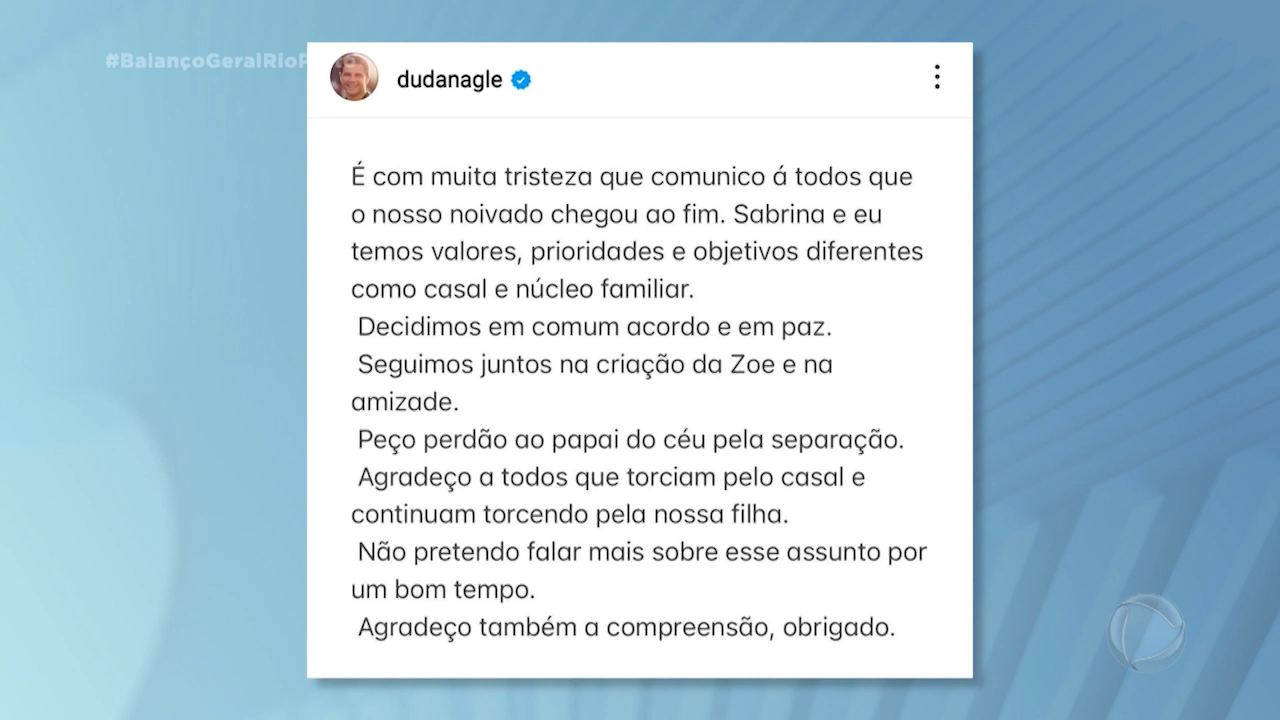 #BalançoGeralRioP
dudanagle
É com muita tristeza que comunico á todos que
o nosso noivado chegou ao fim. Sabrina e eu
temos valores, prioridades e objetivos diferentes
como casal e núcleo familiar.
Decidimos em comum acordo e em paz.
Seguimos juntos na criação da Zoe e na
amizade.
Peço perdão ao papai do céu pela separação.
Agradeço a todos que torciam pelo casal e
continuam torcendo pela nossa filha.
Não pretendo falar mais sobre esse assunto por
um bom tempo.
Agradeço também a compreensão, obrigado.